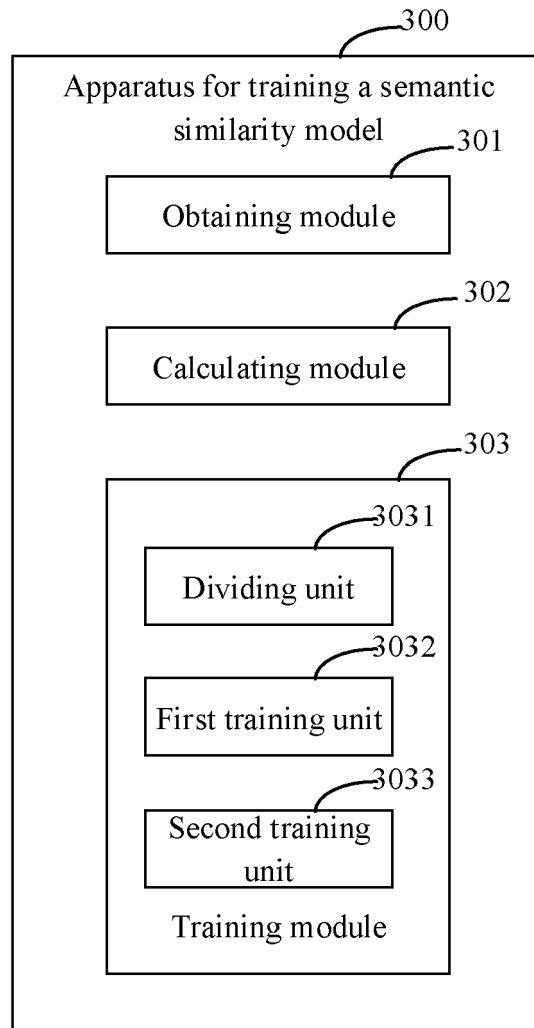 300
Apparatus for training a semantic
similarity model
301
Obtaining module
302
Calculating module
303
3031
Dividing unit
3032
First training unit
3033
Second training
unit
Training module